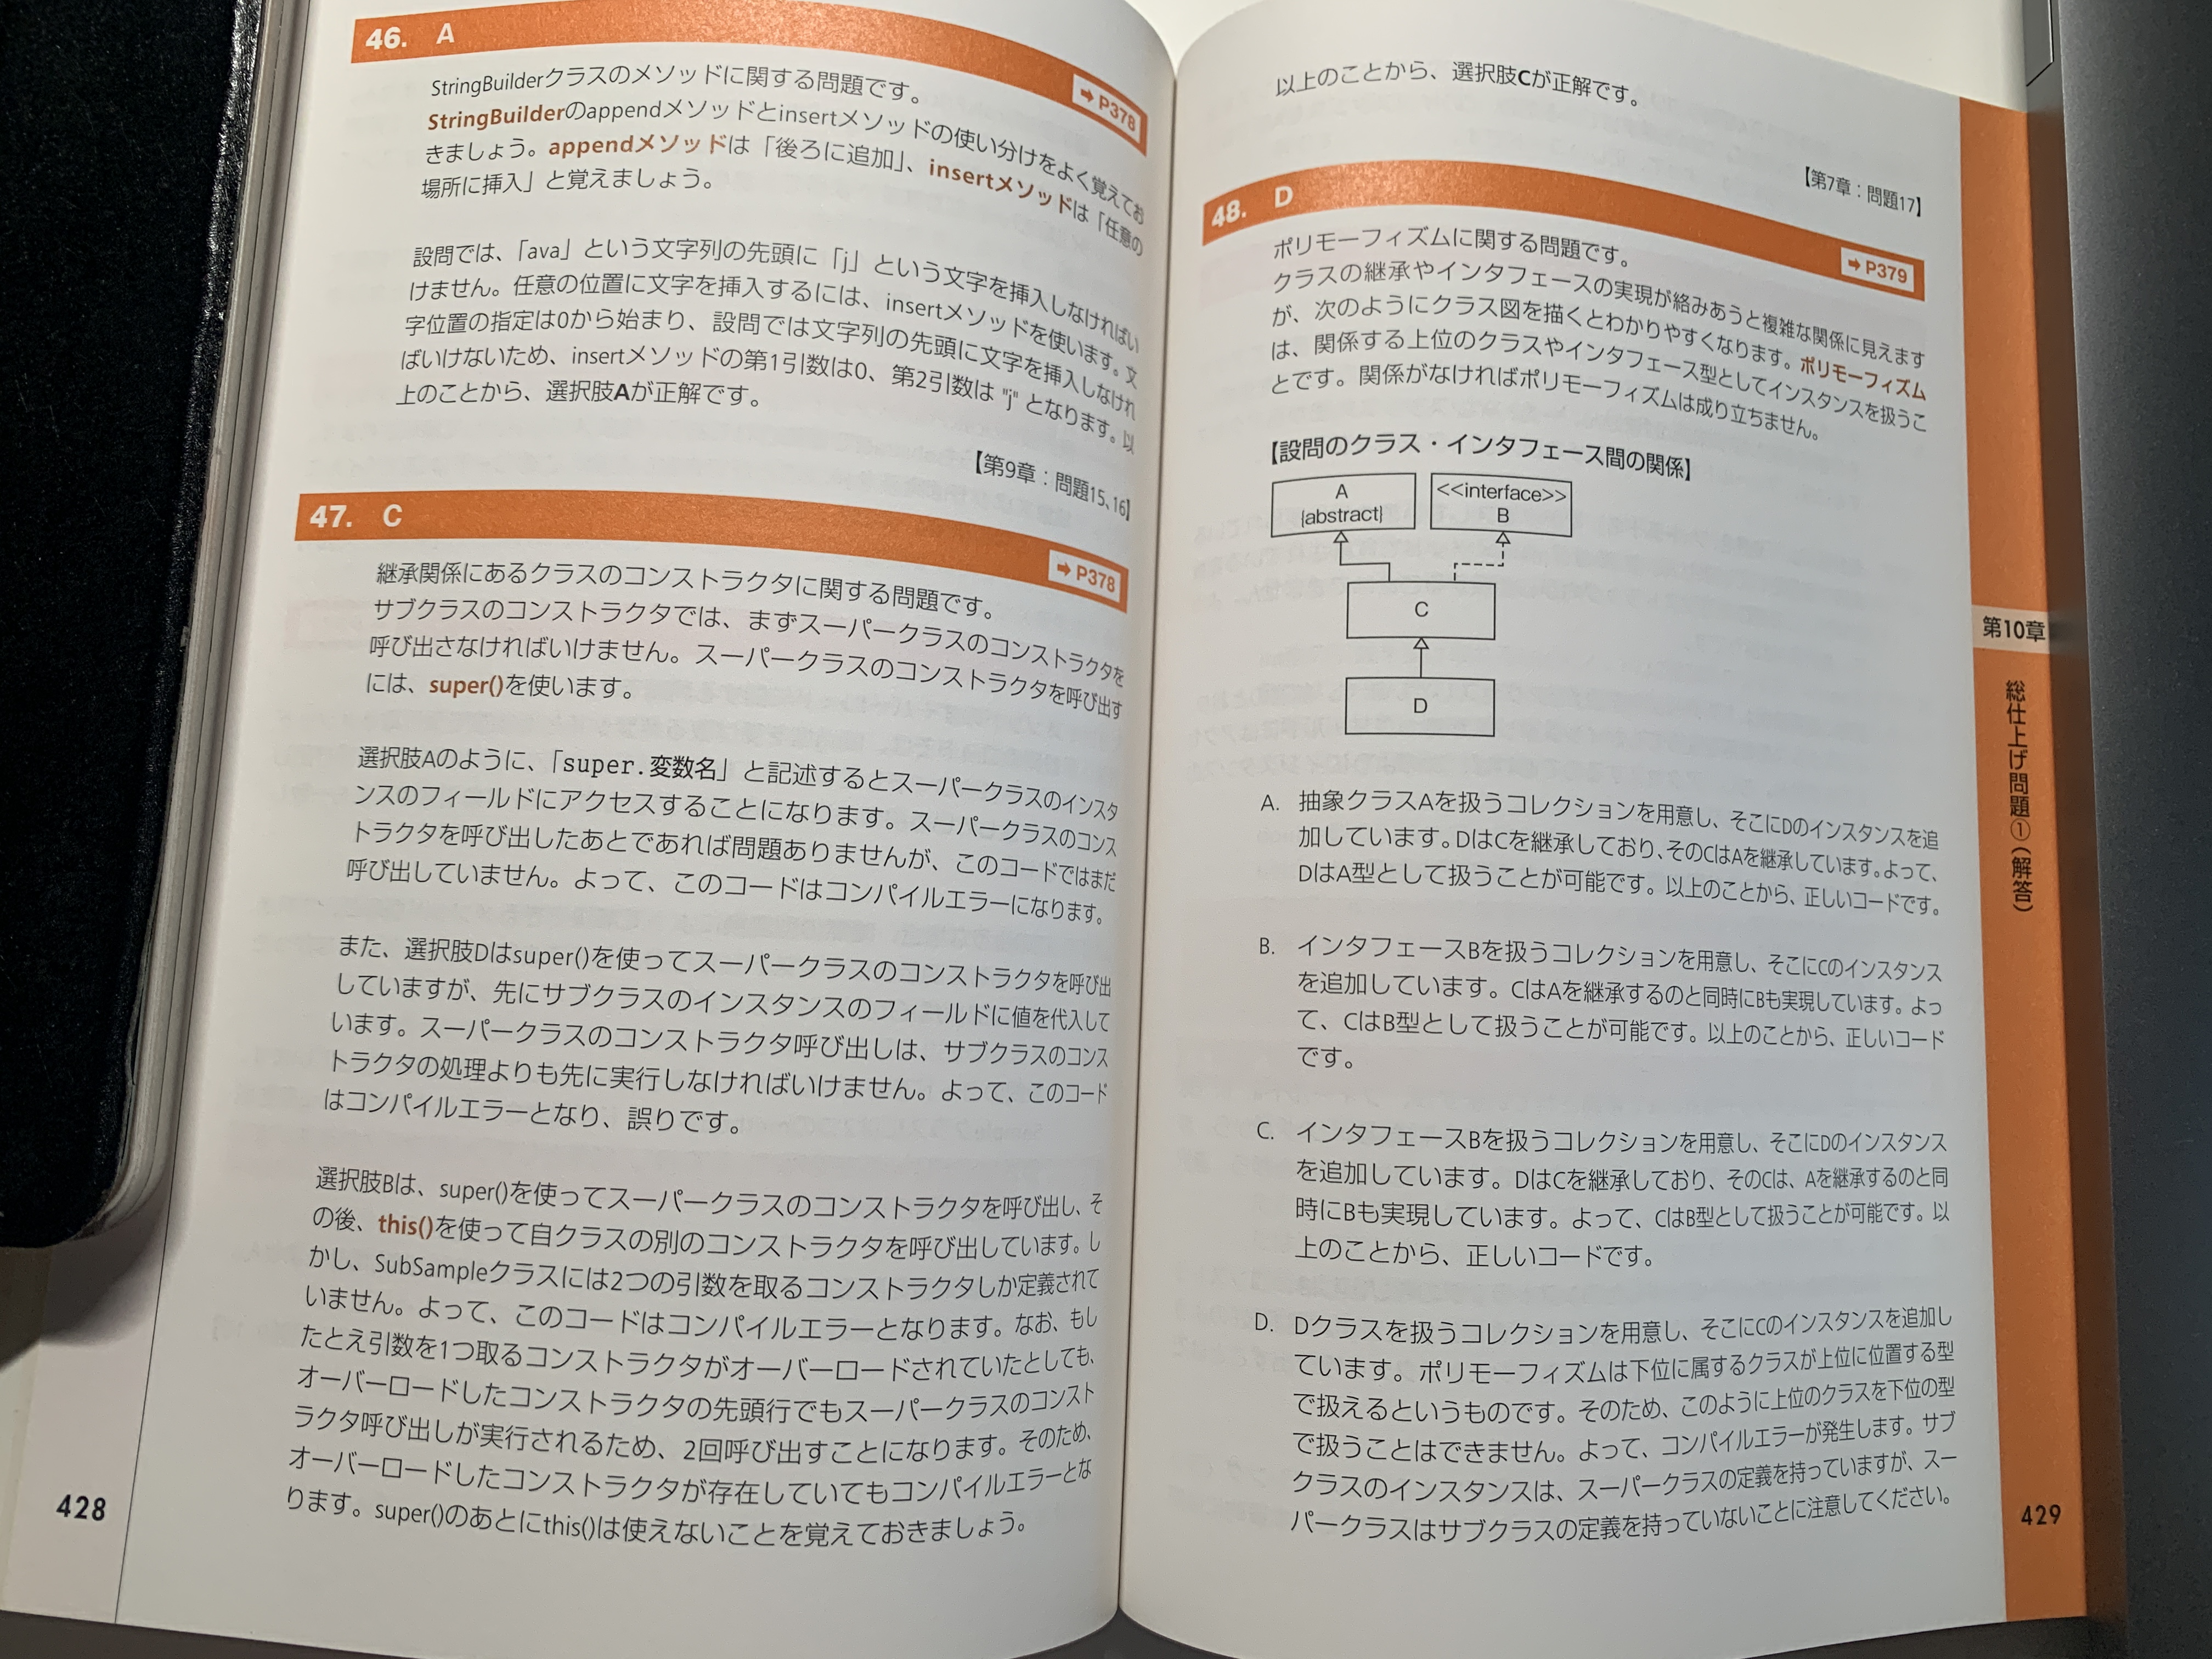 46. A
➡P378
StringBuilderクラスのメソッドに関する問題です。
StringBuilderのappendメソッドとinsertメソッドの使い分けをよく覚えてお
きましょう。appendメソッドは「後ろに追加」、insertメソッドは「任意の
場所に挿入」と覚えましょう。
設問では、「ava」という文字列の先頭に「j」という文字を挿入しなければい
けません。任意の位置に文字を挿入するには、insertメソッドを使います。文
字位置の指定は0から始まり、設問では文字列の先頭に文字を挿入しなけれ
ばいけないため、insertメソッドの第1引数は0、第2引数は "j" となります。以
上のことから、選択肢Aが正解です。
【第9章：問題15、16】
47. C
➡P378
継承関係にあるクラスのコンストラクタに関する問題です。
サブクラスのコンストラクタでは、まずスーパークラスのコンストラクタを
呼び出さなければいけません。スーパークラスのコンストラクタを呼び出す
には、super()を使います。
選択肢Aのように、「super.変数名」と記述するとスーパークラスのインスタ
ンスのフィールドにアクセスすることになります。スーパークラスのコンス
トラクタを呼び出したあとであれば問題ありませんが、このコードではまだ
呼び出していません。よって、このコードはコンパイルエラーになります。
また、選択肢Dはsuper()を使ってスーパークラスのコンストラクタを呼び出
していますが、先にサブクラスのインスタンスのフィールドに値を代入して
います。スーパークラスのコンストラクタ呼び出しは、サブクラスのコンス
トラクタの処理よりも先に実行しなければいけません。よって、このコード
はコンパイルエラーとなり、誤りです。
選択肢Bは、super()を使ってスーパークラスのコンストラクタを呼び出し、そ
の後、this()を使って自クラスの別のコンストラクタを呼び出しています。し
かし、SubSampleクラスには2つの引数を取るコンストラクタしか定義されて
いません。よって、このコードはコンパイルエラーとなります。なお、もし
たとえ引数を1つ取るコンストラクタがオーバーロードされていたとしても、
オーバーロードしたコンストラクタの先頭行でもスーパークラスのコンスト
ラクタ呼び出しが実行されるため、2回呼び出すことになります。そのため、
オーバーロードしたコンストラクタが存在していてもコンパイルエラーとな
ります。super()のあとにthis()は使えないことを覚えておきましょう。
428
以上のことから、選択肢Cが正解です。
【第7章：問題17】
48. D
➡P379
ポリモーフィズムに関する問題です。
クラスの継承やインタフェースの実現が絡みあうと複雑な関係に見えます
が、次のようにクラス図を描くとわかりやすくなります。ポリモーフィズム
は、関係する上位のクラスやインタフェース型としてインスタンスを扱うこ
とです。関係がなければポリモーフィズムは成り立ちません。
【設問のクラス・インタフェース間の関係】
A
{abstract}
<<interface>>
B
C
D
A. 抽象クラスAを扱うコレクションを用意し、そこにDのインスタンスを追
加しています。DはCを継承しており、そのCはAを継承しています。よって、
DはA型として扱うことが可能です。以上のことから、正しいコードです。
B. インタフェースBを扱うコレクションを用意し、そこにCのインスタンス
を追加しています。CはAを継承するのと同時にBも実現しています。よっ
て、CはB型として扱うことが可能です。以上のことから、正しいコード
です。
C. インタフェースBを扱うコレクションを用意し、そこにDのインスタンス
を追加しています。DはCを継承しており、そのCは、Aを継承するのと同
時にBも実現しています。よって、CはB型として扱うことが可能です。以
上のことから、正しいコードです。
D. Dクラスを扱うコレクションを用意し、そこにCのインスタンスを追加し
ています。ポリモーフィズムは下位に属するクラスが上位に位置する型
で扱えるというものです。そのため、このように上位のクラスを下位の型
で扱うことはできません。よって、コンパイルエラーが発生します。サブ
クラスのインスタンスは、スーパークラスの定義を持っていますが、スー
パークラスはサブクラスの定義を持っていないことに注意してください。
第10章
総仕上げ問題①（解答）
429